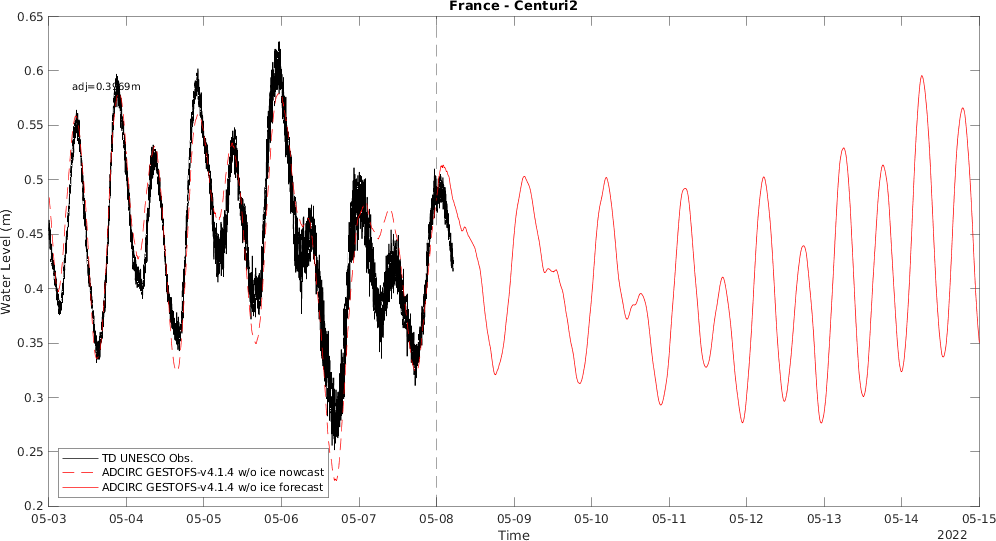 France - Centuri2
0.65
0.6
0.55
0.5
0.45
0.4
0.35
0.3
0.25
0.2
Water Level (m)
adj=0.3969m
TD UNESCO Obs.
ADCIRC GESTOFS-v4.1.4 w/o ice nowcast
ADCIRC GESTOFS-v4.1.4 w/o ice forecast
05-03 05-04 05-05 05-06 05-07 05-08 05-09 05-10 05-11 05-12 05-13 05-14 05-15
Time
2022